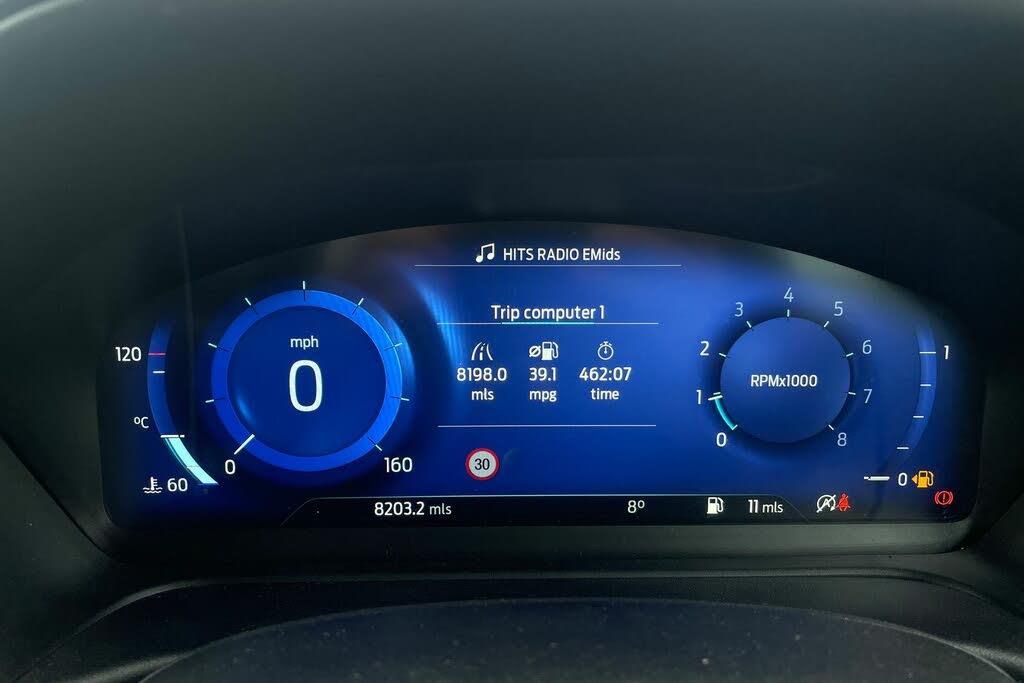 HITS RADIO EMids
Trip computer 1
8198.0 39.1 462:07
mls mpg time
120
ºC
60
mph
0
0
160
30
0
1
2
3
4
5
6
7
8
RPMx1000
1
0
8203.2 mls 8º 11 mls